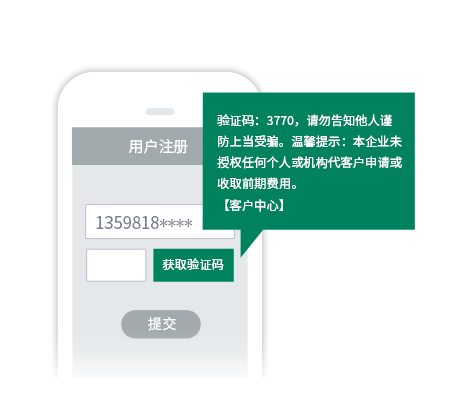 用户注册
验证码：3770，请勿告知他人谨
防上当受骗。温馨提示：本企业未
授权任何个人或机构代客户申请或
收取前期费用。
【客户中心】
1359818****
获取验证码
提交